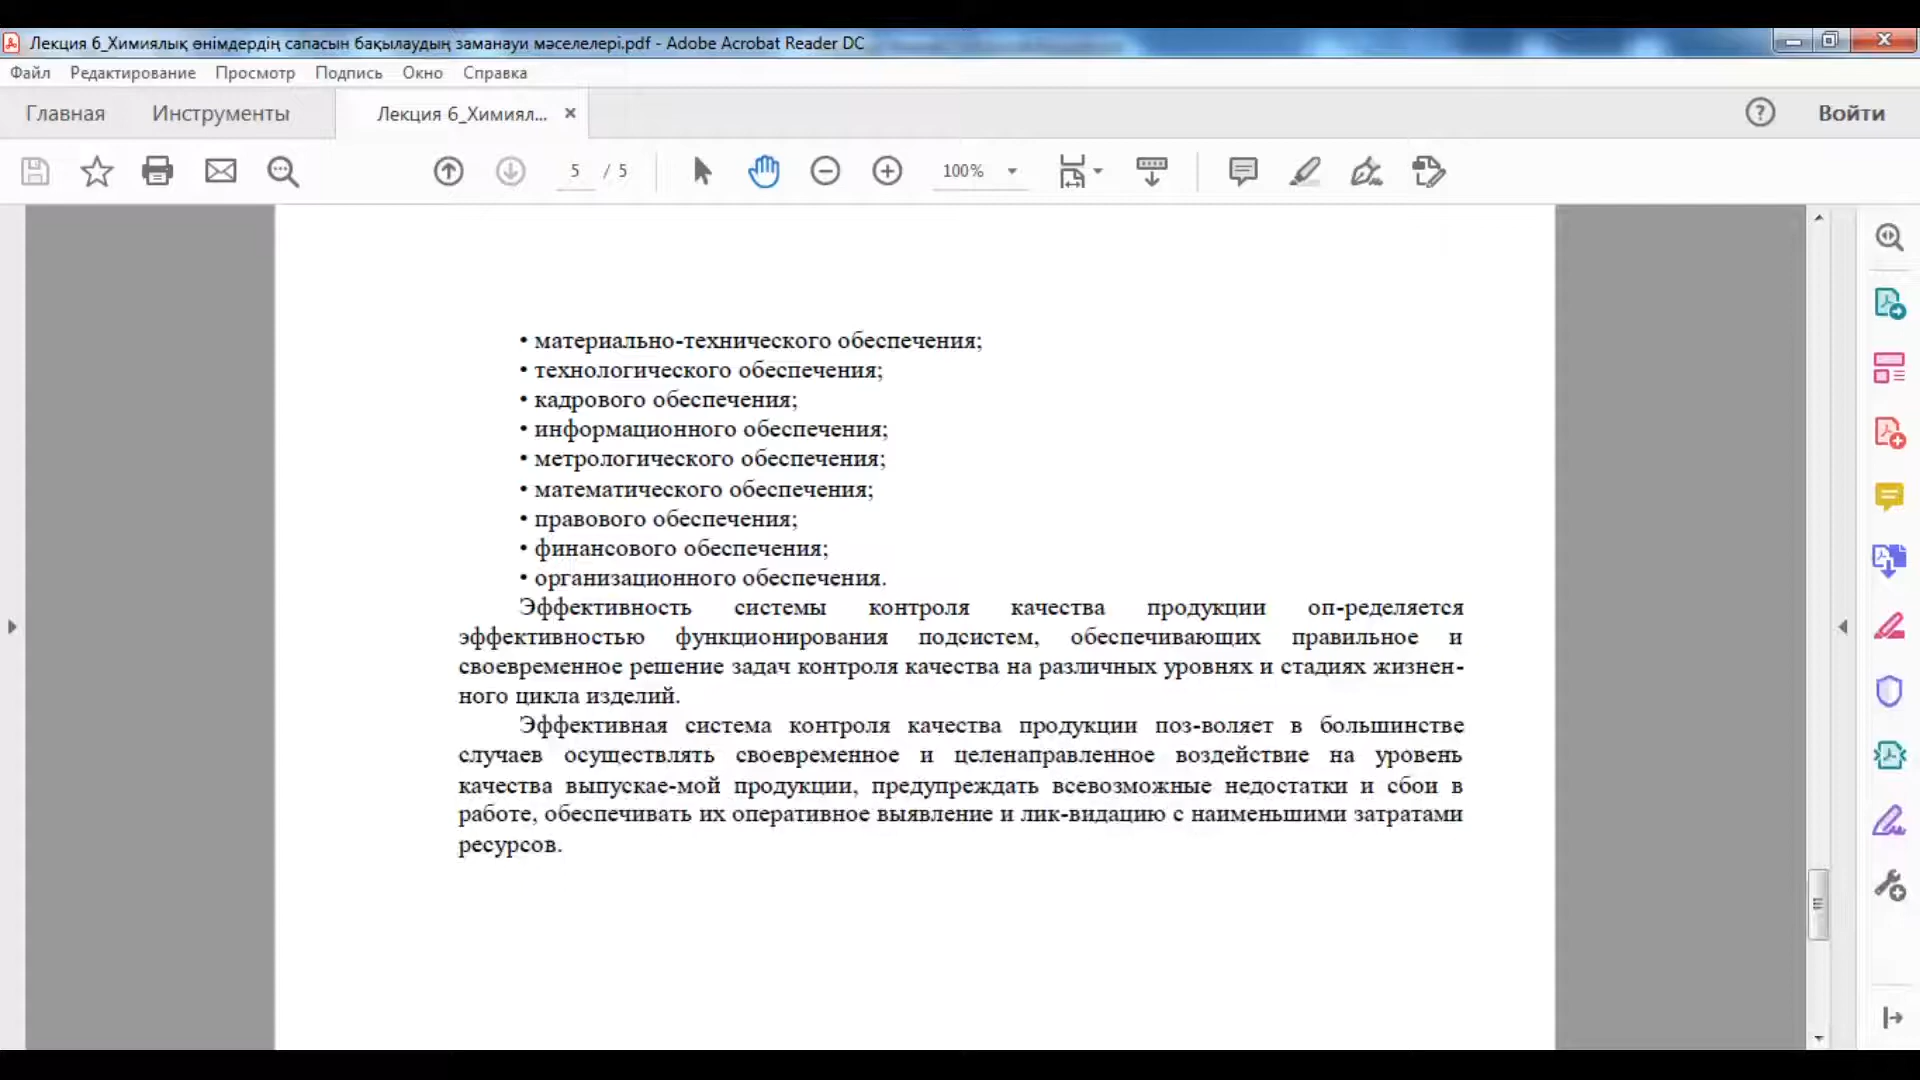 Лекция 6_Химиялық өнімдердің сапасын бақылаудың заманауи мәселелері.pdf - Adobe Acrobat Reader DC
Файл Редактирование Просмотр Подпись Окно Справка
Главная Инструменты Лекция 6_Химиял... × ? Войти
5 / 5 100%
• материально-технического обеспечения;
• технологического обеспечения;
• кадрового обеспечения;
• информационного обеспечения;
• метрологического обеспечения;
• математического обеспечения;
• правового обеспечения;
• финансового обеспечения;
• организационного обеспечения.
Эффективность системы контроля качества продукции оп-ределяется
эффективностью функционирования подсистем, обеспечивающих правильное и
своевременное решение задач контроля качества на различных уровнях и стадиях жизнен-
ного цикла изделий.
Эффективная система контроля качества продукции поз-воляет в большинстве
случаев осуществлять своевременное и целенаправленное воздействие на уровень
качества выпускае-мой продукции, предупреждать всевозможные недостатки и сбои в
работе, обеспечивать их оперативное выявление и лик-видацию с наименьшими затратами
ресурсов.